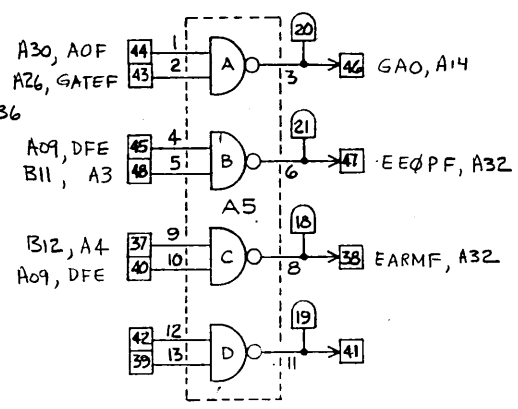 20
A30, AOF 44 1 A 3 46 GAO, A14
A26, GATEF 43 2
36
21
A09, DFE 45 4 B 6 47 EEØPF, A32
B11, A3 48 5
A5
18
B12, A4 37 9 C 8 38 EARMF, A32
A09, DFE 40 10
19
42 12 D 11 41
39 13